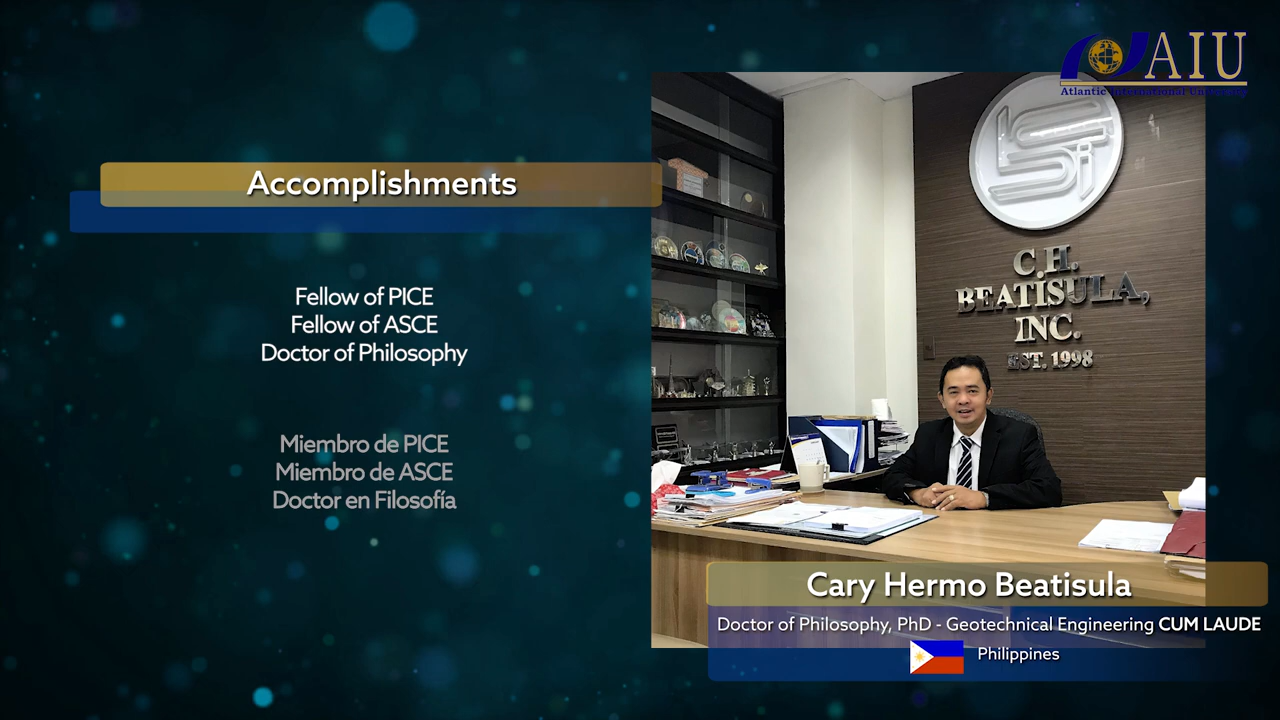 AIU
Atlantic International University
Accomplishments
Fellow of PICE
Fellow of ASCE
Doctor of Philosophy
Miembro de PICE
Miembro de ASCE
Doctor en Filosofía
C.H.
BEATISULA,
INC.
EST. 1998
Cary Hermo Beatisula
Doctor of Philosophy, PhD - Geotechnical Engineering CUM LAUDE
Philippines